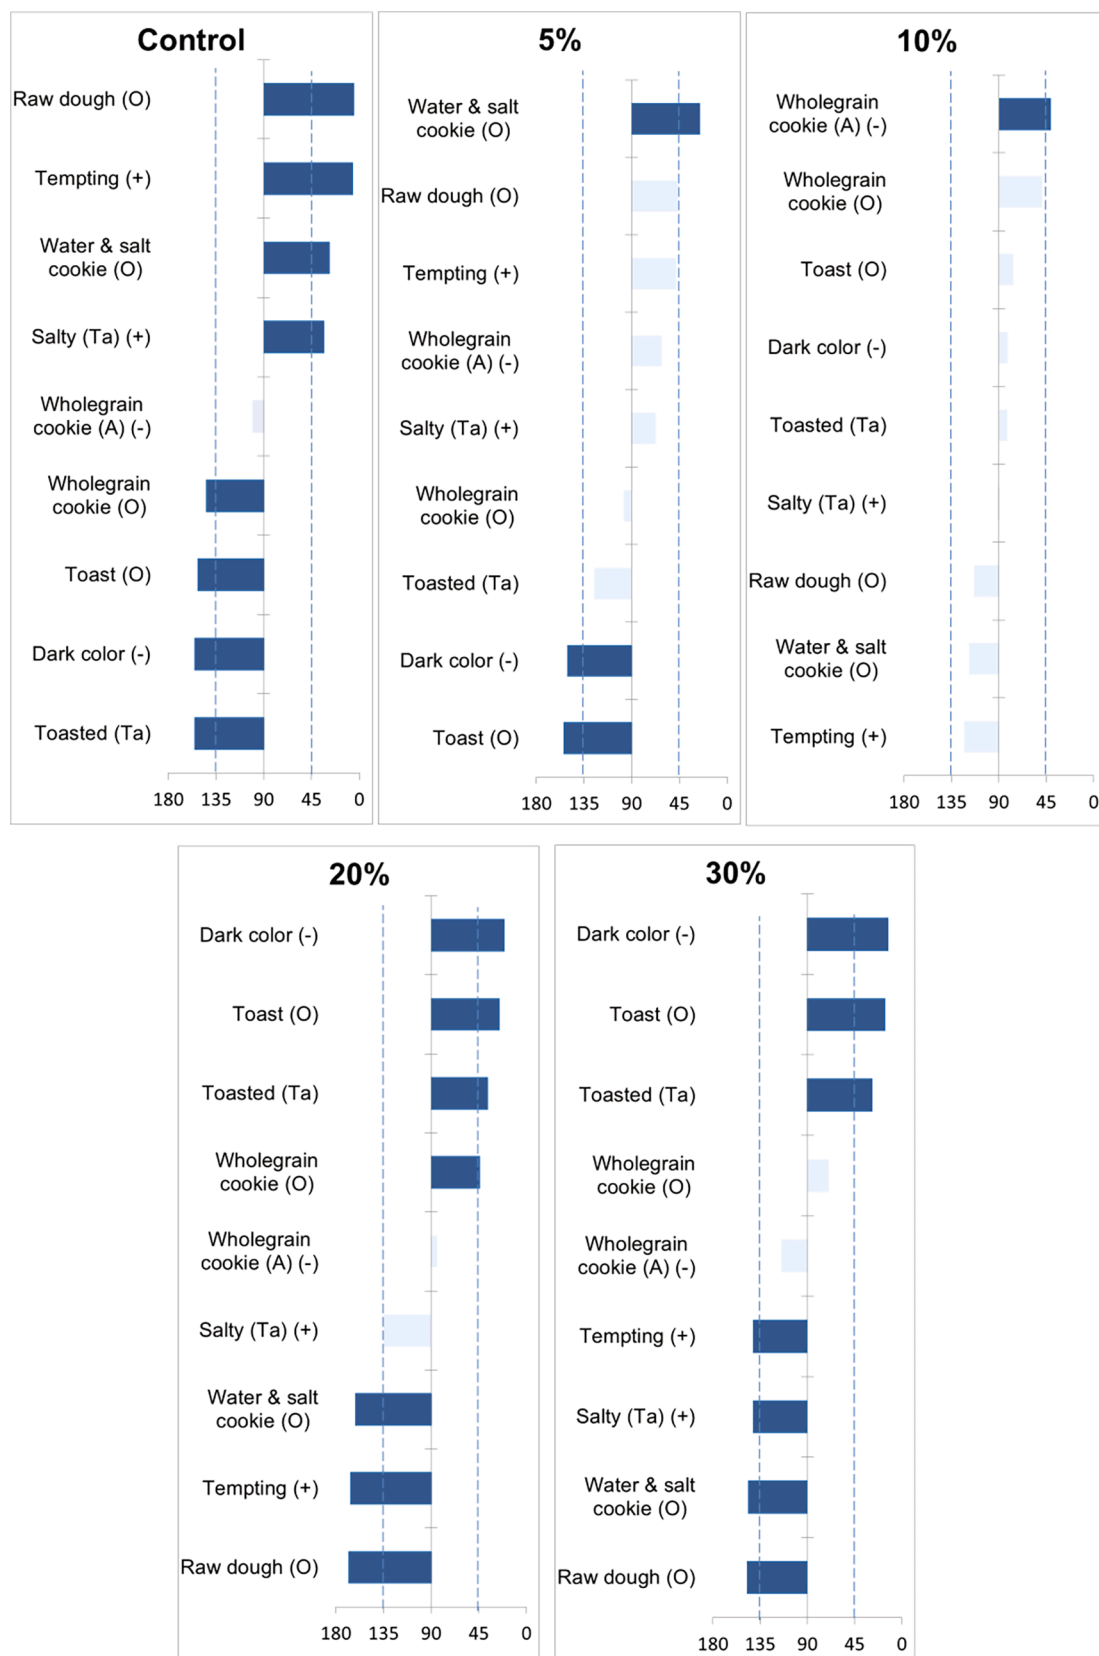 Control
Raw dough (O)
Tempting (+)
Water & salt
cookie (O)
Salty (Ta) (+)
Wholegrain
cookie (A) (-)
Wholegrain
cookie (O)
Toast (O)
Dark color (-)
Toasted (Ta)
180 135 90 45 0
5%
Water & salt
cookie (O)
Raw dough (O)
Tempting (+)
Wholegrain
cookie (A) (-)
Salty (Ta) (+)
Wholegrain
cookie (O)
Toasted (Ta)
Dark color (-)
Toast (O)
180 135 90 45 0
10%
Wholegrain
cookie (A) (-)
Wholegrain
cookie (O)
Toast (O)
Dark color (-)
Toasted (Ta)
Salty (Ta) (+)
Raw dough (O)
Water & salt
cookie (O)
Tempting (+)
180 135 90 45 0
20%
Dark color (-)
Toast (O)
Toasted (Ta)
Wholegrain
cookie (O)
Wholegrain
cookie (A) (-)
Salty (Ta) (+)
Water & salt
cookie (O)
Tempting (+)
Raw dough (O)
180 135 90 45 0
30%
Dark color (-)
Toast (O)
Toasted (Ta)
Wholegrain
cookie (O)
Wholegrain
cookie (A) (-)
Tempting (+)
Salty (Ta) (+)
Water & salt
cookie (O)
Raw dough (O)
180 135 90 45 0